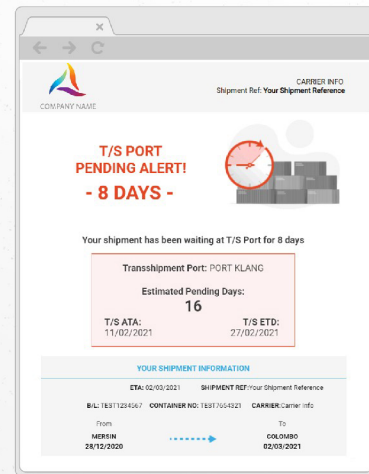 COMPANY NAME
CARRIER INFO
Shipment Ref: Your Shipment Reference
T/S PORT
PENDING ALERT!
- 8 DAYS -
Your shipment has been waiting at T/S Port for 8 days
Transshipment Port: PORT KLANG
Estimated Pending Days:
16
T/S ATA: T/S ETD:
11/02/2021 27/02/2021
YOUR SHIPMENT INFORMATION
ETA: 02/03/2021 SHIPMENT REF:Your Shipment Reference
B/L: TEST1234567 CONTAINER NO: TEST7654321 CARRIER:Carrier Info
From To
MERSIN COLOMBO
28/12/2020 02/03/2021